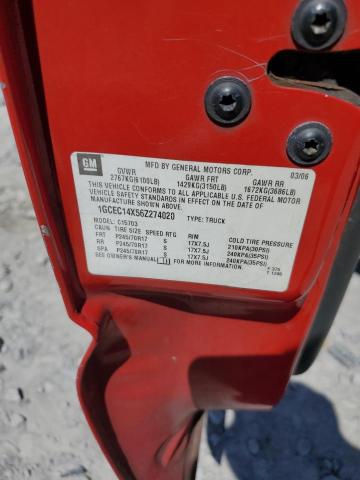 GM
MFD BY GENERAL MOTORS CORP.
03/06
GVWR GAWR FRT GAWR RR
2767KG(6100LB) 1429KG(3150LB) 1672KG(3686LB)
THIS VEHICLE CONFORMS TO ALL APPLICABLE U.S. FEDERAL MOTOR
VEHICLE SAFETY STANDARDS IN EFFECT ON THE DATE OF
MANUFACTURE SHOWN ABOVE.
1GCEC14XS6Z274020 TYPE: TRUCK
MODEL: C15703
TIRE SIZE SPEED RTG RIM COLD TIRE PRESSURE
FRT P245/70R17 S 17X7.5J 210KPA(30PSI)
RR P245/70R17 S 17X7.5J 240KPA(35PSI)
SPA P245/70R17 S 17X7.5J 240KPA(35PSI)
SEE OWNER'S MANUAL FOR MORE INFORMATION.